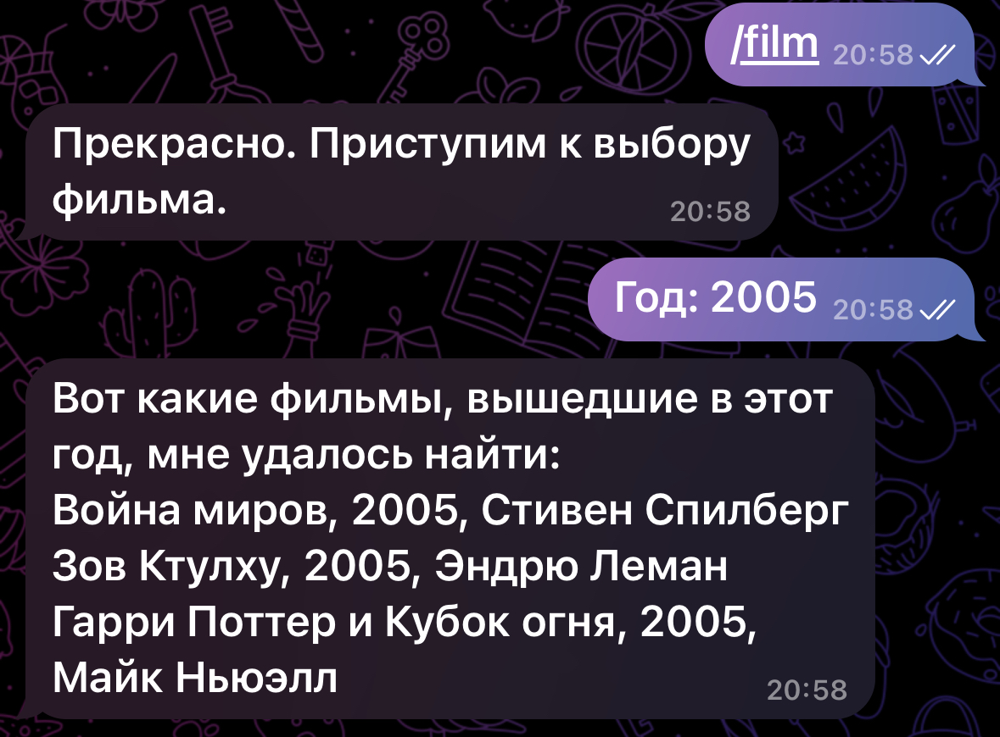 /film 20:58
Прекрасно. Приступим к выбору
фильма.
20:58
Год: 2005 20:58
Вот какие фильмы, вышедшие в этот
год, мне удалось найти:
Война миров, 2005, Стивен Спилберг
Зов Ктулху, 2005, Эндрю Леман
Гарри Поттер и Кубок огня, 2005,
Майк Ньюэлл
20:58